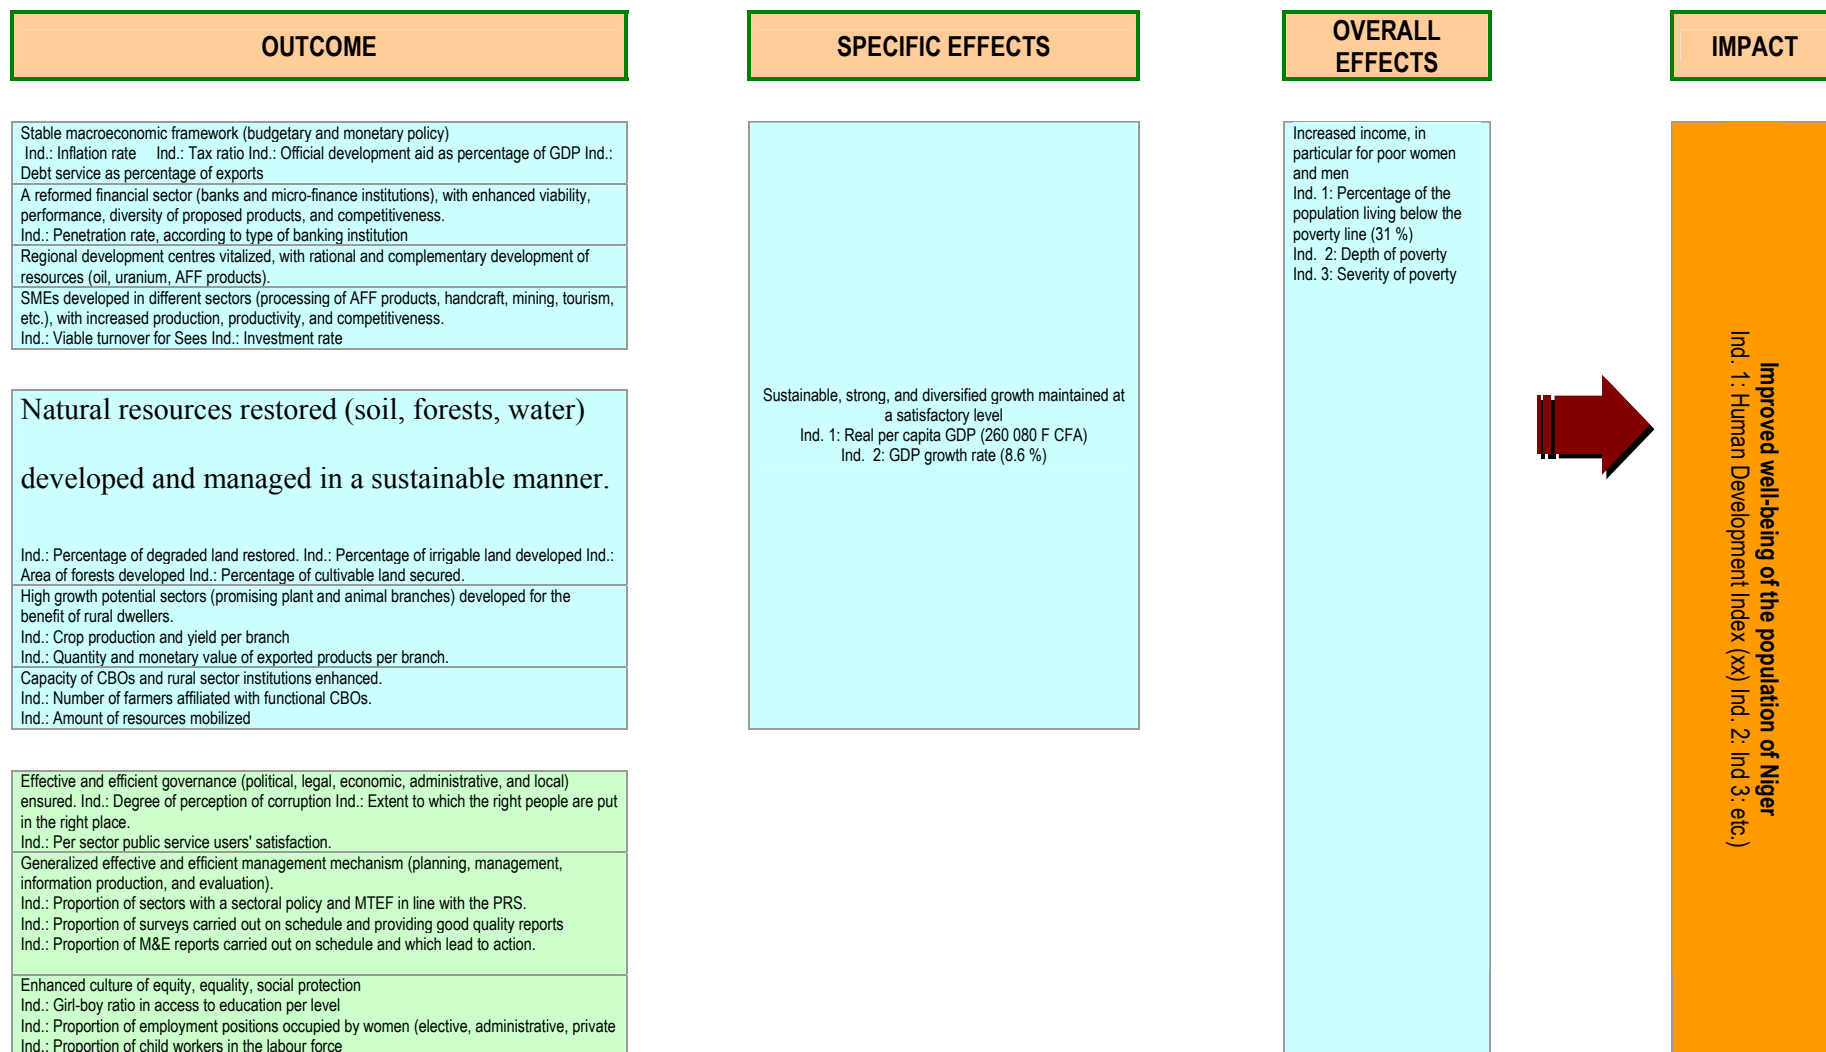 OUTCOME
SPECIFIC EFFECTS
OVERALL
EFFECTS
IMPACT
Stable macroeconomic framework (budgetary and monetary policy)
Ind.: Inflation rate Ind.: Tax ratio Ind.: Official development aid as percentage of GDP Ind.:
Debt service as percentage of exports
A reformed financial sector (banks and micro-finance institutions), with enhanced viability,
performance, diversity of proposed products, and competitiveness.
Ind.: Penetration rate, according to type of banking institution
Regional development centres vitalized, with rational and complementary development of
resources (oil, uranium, AFF products).
SMEs developed in different sectors (processing of AFF products, handcraft, mining, tourism,
etc.), with increased production, productivity, and competitiveness.
Ind.: Viable turnover for Sees Ind.: Investment rate
Natural resources restored (soil, forests, water)
developed and managed in a sustainable manner.
Ind.: Percentage of degraded land restored. Ind.: Percentage of irrigable land developed Ind.:
Area of forests developed Ind.: Percentage of cultivable land secured.
High growth potential sectors (promising plant and animal branches) developed for the
benefit of rural dwellers.
Ind.: Crop production and yield per branch
Ind.: Quantity and monetary value of exported products per branch.
Capacity of CBOs and rural sector institutions enhanced.
Ind.: Number of farmers affiliated with functional CBOs.
Ind.: Amount of resources mobilized
Effective and efficient governance (political, legal, economic, administrative, and local)
ensured. Ind.: Degree of perception of corruption Ind.: Extent to which the right people are put
in the right place.
Ind.: Per sector public service users' satisfaction.
Generalized effective and efficient management mechanism (planning, management,
information production, and evaluation).
Ind.: Proportion of sectors with a sectoral policy and MTEF in line with the PRS.
Ind.: Proportion of surveys carried out on schedule and providing good quality reports
Ind.: Proportion of M&E reports carried out on schedule and which lead to action.
Enhanced culture of equity, equality, social protection
Ind.: Girl-boy ratio in access to education per level
Ind.: Proportion of employment positions occupied by women (elective, administrative, private
Ind.: Proportion of child workers in the labour force
Sustainable, strong, and diversified growth maintained at
a satisfactory level
Ind. 1: Real per capita GDP (260 080 F CFA)
Ind. 2: GDP growth rate (8.6 %)
Increased income, in
particular for poor women
and men
Ind. 1: Percentage of the
population living below the
poverty line (31 %)
Ind. 2: Depth of poverty
Ind. 3: Severity of poverty
Improved well-being of the population of Niger
Ind. 1: Human Development Index (xx) Ind. 2: Ind 3: etc.)